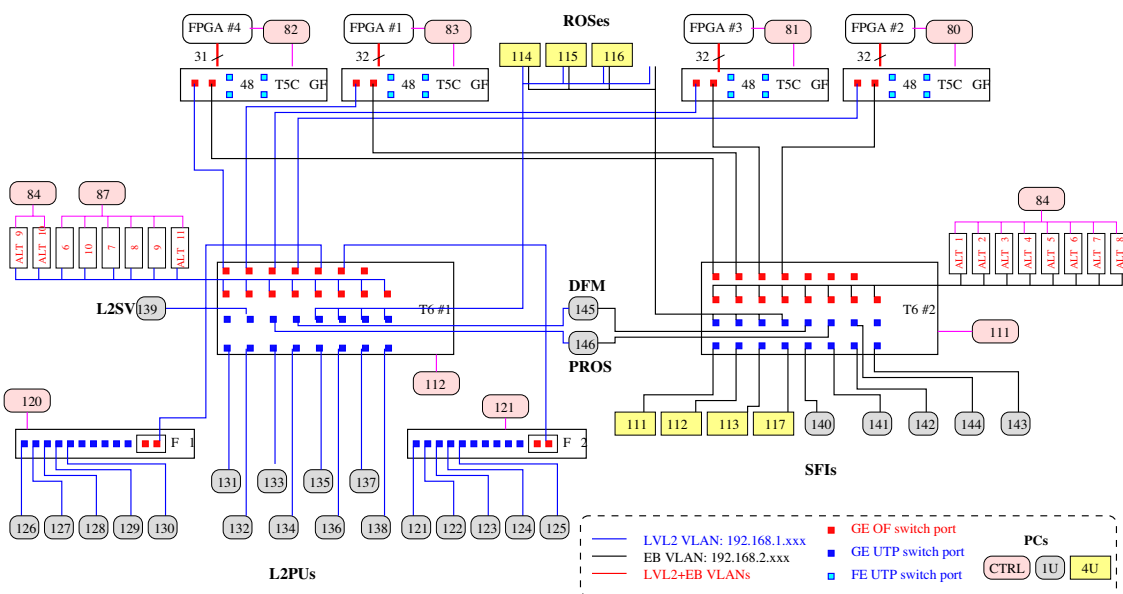 FPGA #4
82
FPGA #1
83
ROSes
FPGA #3
81
FPGA #2
80
31
32
114
115
116
32
32
48 T5C GF
48 T5C GF
48 T5C GF
48 T5C GF
84
87
84
ALT 9
ALT 10
6
10
7
8
9
ALT 11
ALT 1
ALT 2
ALT 3
ALT 4
ALT 5
ALT 6
ALT 7
ALT 8
L2SV
139
T6 #1
DFM
145
146
PROS
T6 #2
111
112
120
121
F 1
F 2
111
112
113
117
140
141
142
144
143
SFIs
131
133
135
137
126
127
128
129
130
132
134
136
138
121
122
123
124
125
L2PUs
LVL2 VLAN: 192.168.1.xxx
EB VLAN: 192.168.2.xxx
LVL2+EB VLANs
GE OF switch port
GE UTP switch port
FE UTP switch port
PCs
CTRL
1U
4U